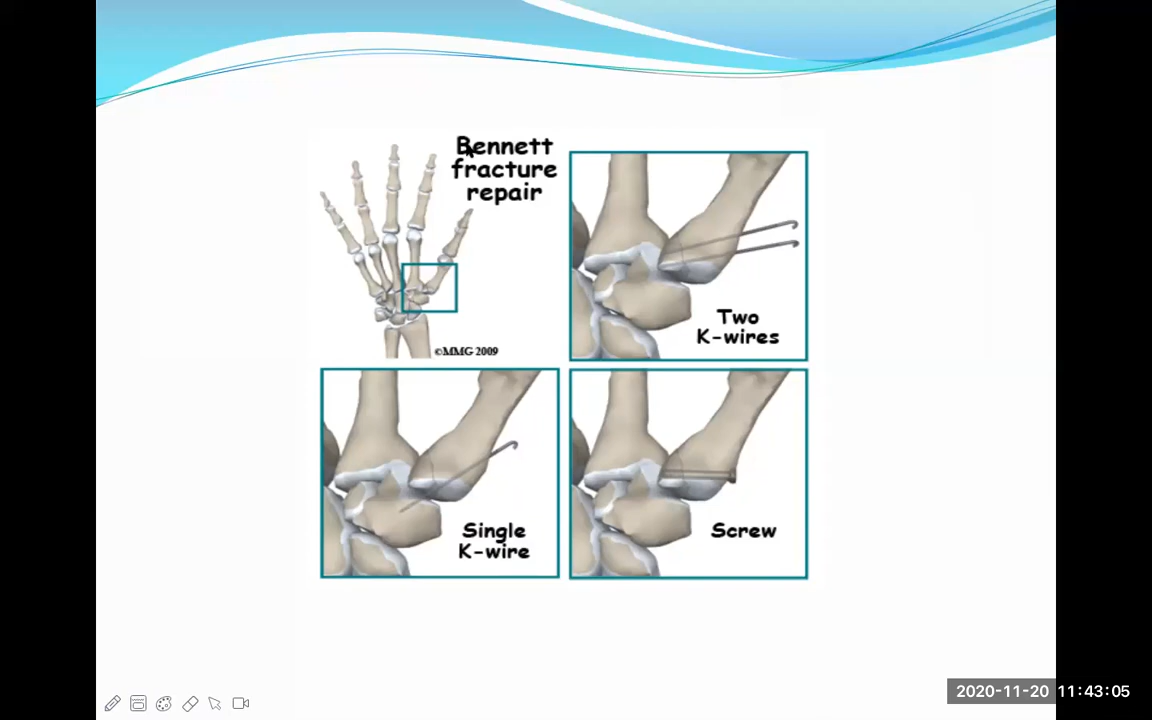 Bennett
fracture
repair
©MMG 2009
Two
K-wires
Single
K-wire
Screw
2020-11-20 11:43:05